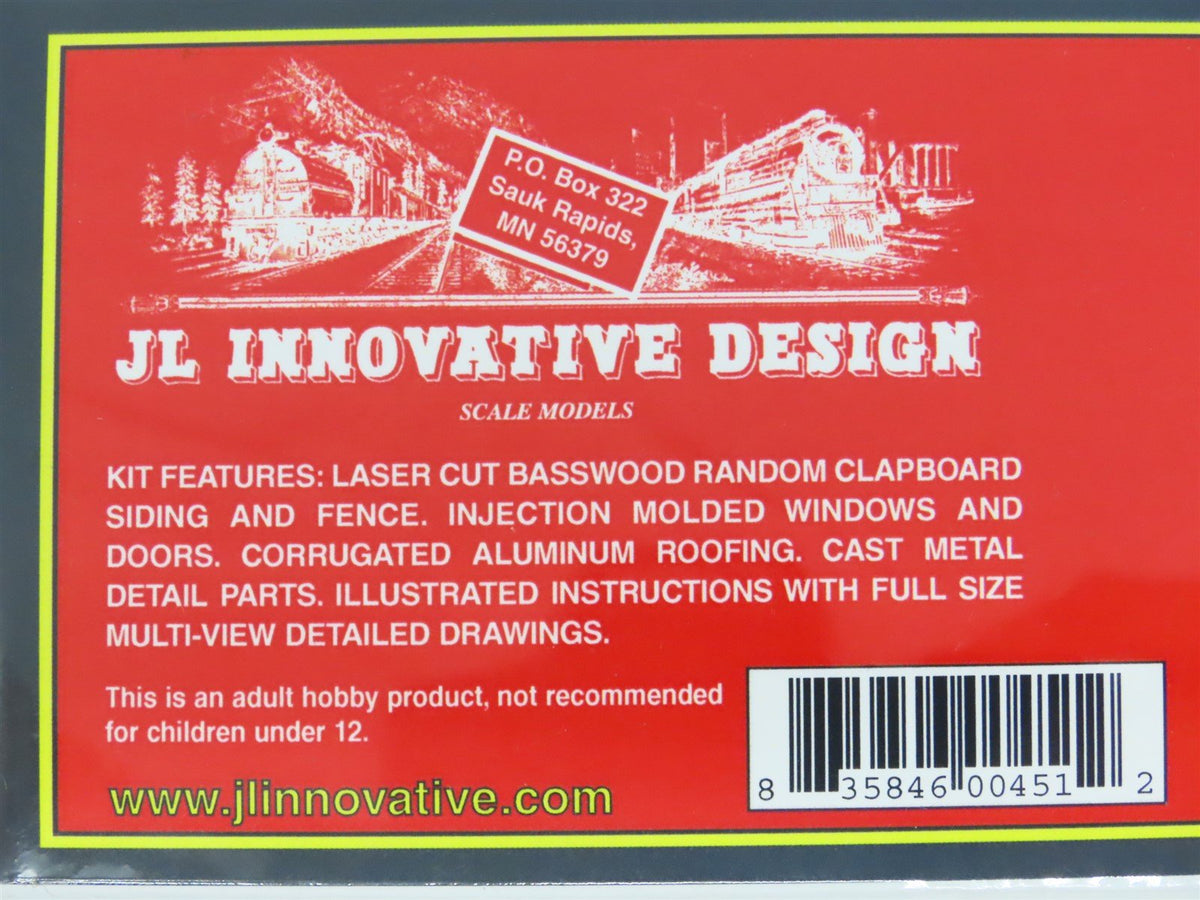 P.O. Box 322
Sauk Rapids,
MN 56379
JL INNOVATIVE DESIGN
SCALE MODELS
KIT FEATURES: LASER CUT BASSWOOD RANDOM CLAPBOARD
SIDING AND FENCE. INJECTION MOLDED WINDOWS AND
DOORS. CORRUGATED ALUMINUM ROOFING. CAST METAL
DETAIL PARTS. ILLUSTRATED INSTRUCTIONS WITH FULL SIZE
MULTI-VIEW DETAILED DRAWINGS.
This is an adult hobby product, not recommended
for children under 12.
www.jlinnovative.com
8 35846 00451 2